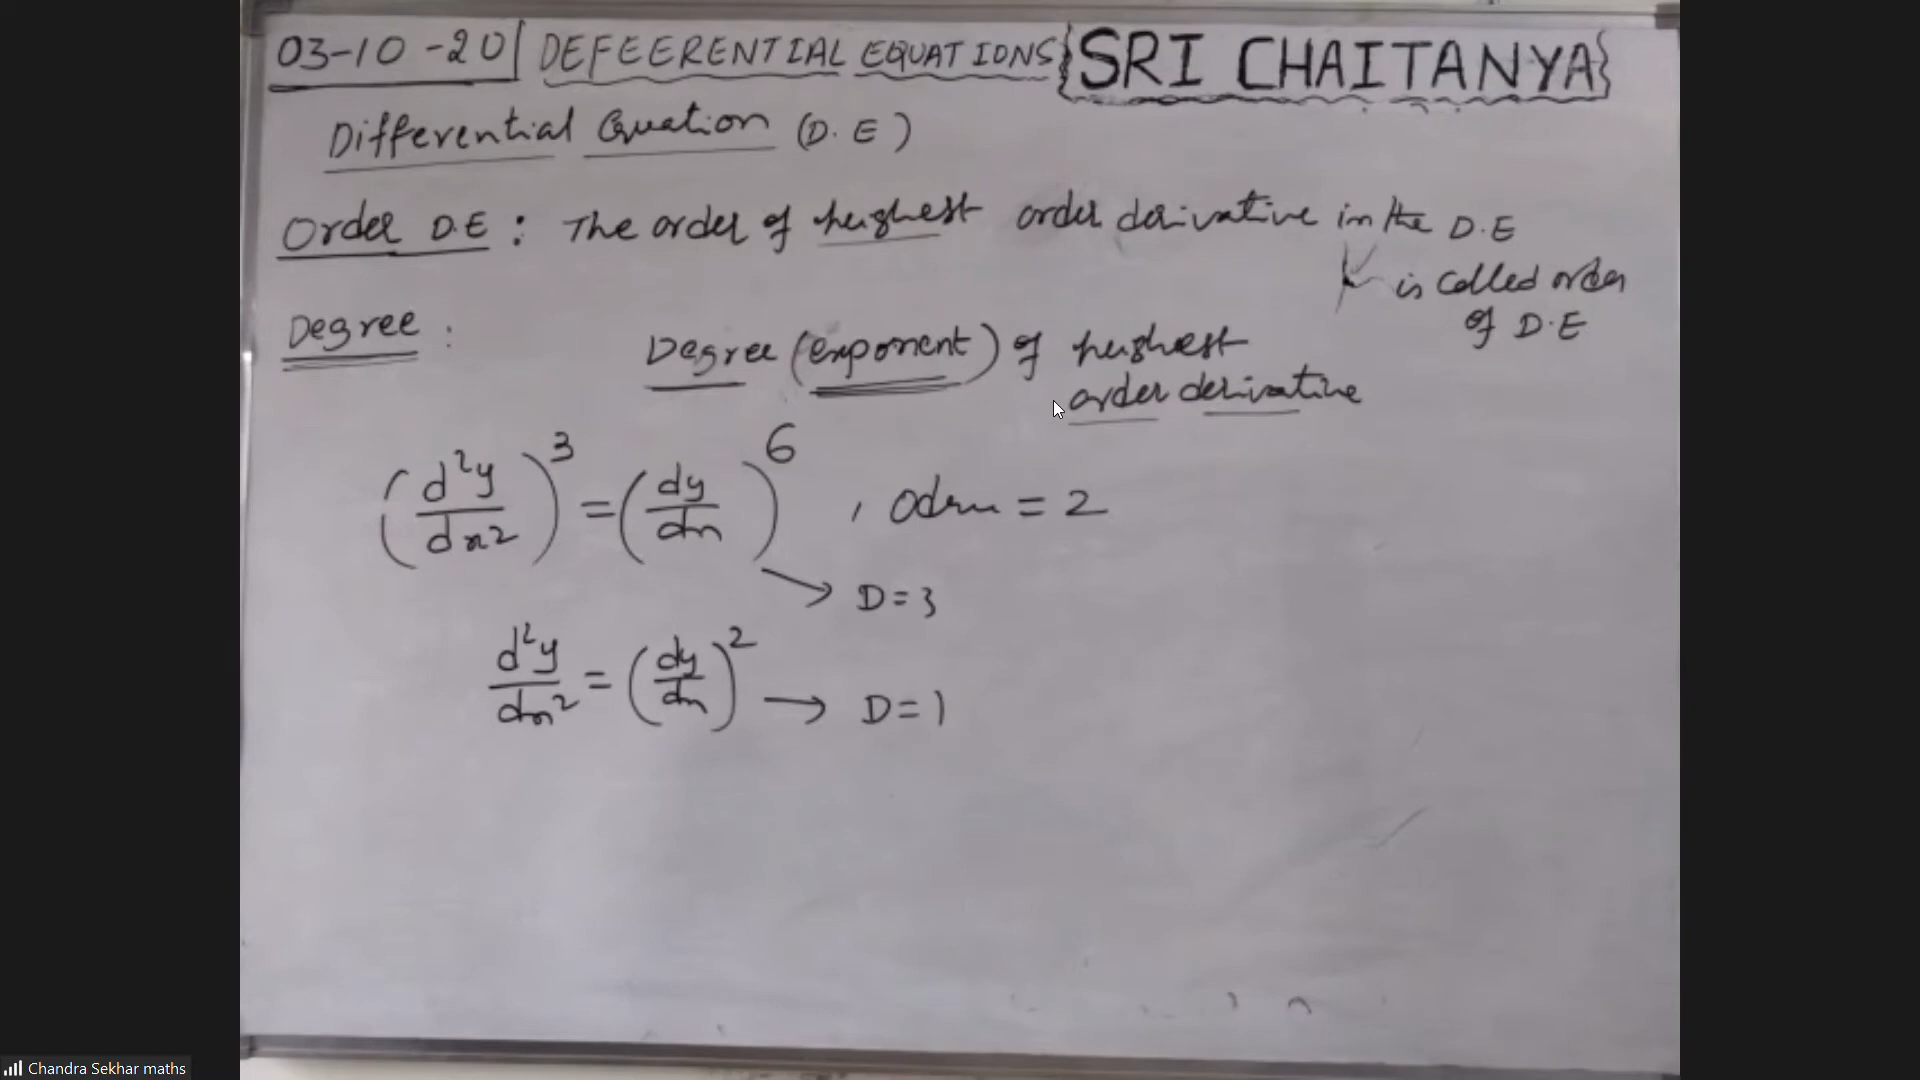 03-10-20 | DEFEERENTIAL EQUATIONS {SRI CHAITANYA}
Differential Equation (D.E)
Order D.E : The order of highest order derivative in the D.E
is called order
of D.E
Degree :
Degree (exponent) of highest
order derivative
(d²y/dx²)³ = (dy/dx)⁶ , Order = 2
→ D=3
d²y/dx² = (dy/dx)² → D=1
Chandra Sekhar maths